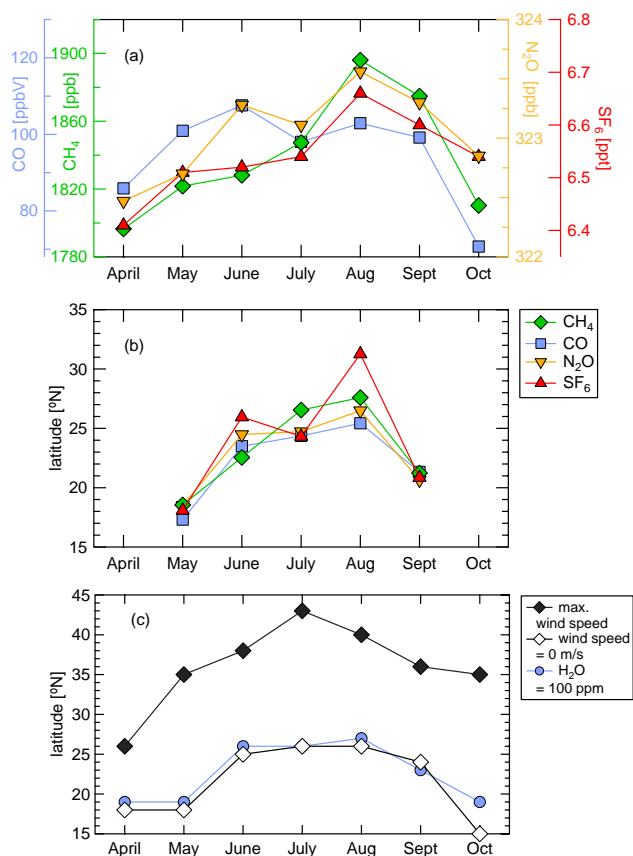 (a)
120
100
80
CO [ppbV]
1900
1860
1820
1780
CH₄ [ppb]
324
323
322
N₂O [ppb]
6.8
6.7
6.6
6.5
6.4
SF₆ [ppt]
April May June July Aug Sept Oct
(b)
35
30
25
20
15
latitude [ºN]
April May June July Aug Sept Oct
CH₄
CO
N₂O
SF₆
(c)
45
40
35
30
25
20
15
latitude [ºN]
April May June July Aug Sept Oct
max.
wind speed
wind speed
= 0 m/s
H₂O
= 100 ppm